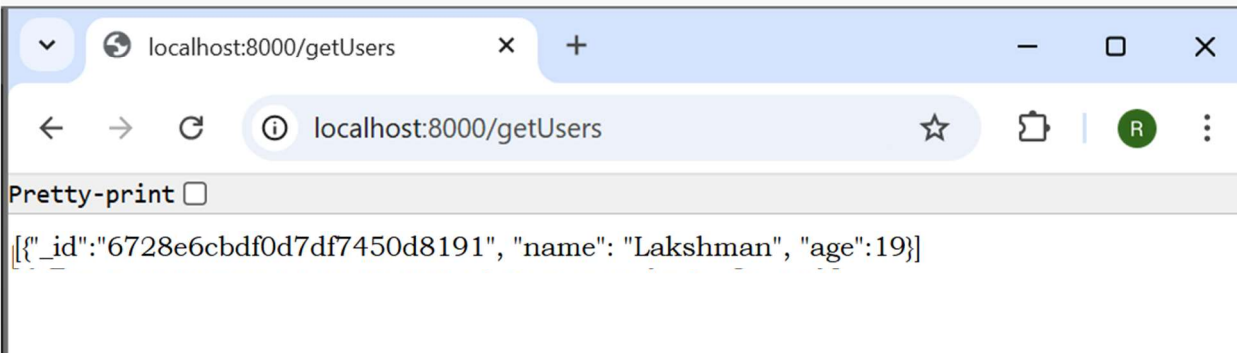 localhost:8000/getUsers
localhost:8000/getUsers
R
Pretty-print
[{"_id":"6728e6cbdf0d7df7450d8191", "name": "Lakshman", "age":19}]